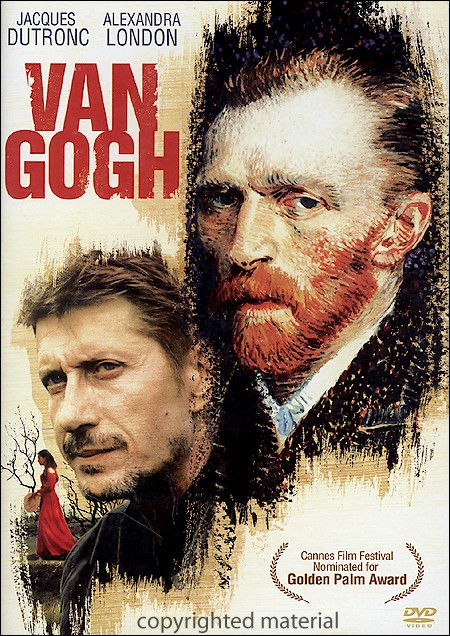 JACQUES ALEXANDRA
DUTRONC LONDON
VAN
GOGH
Cannes Film Festival
Nominated for
Golden Palm Award
DVD
VIDEO
copyrighted material